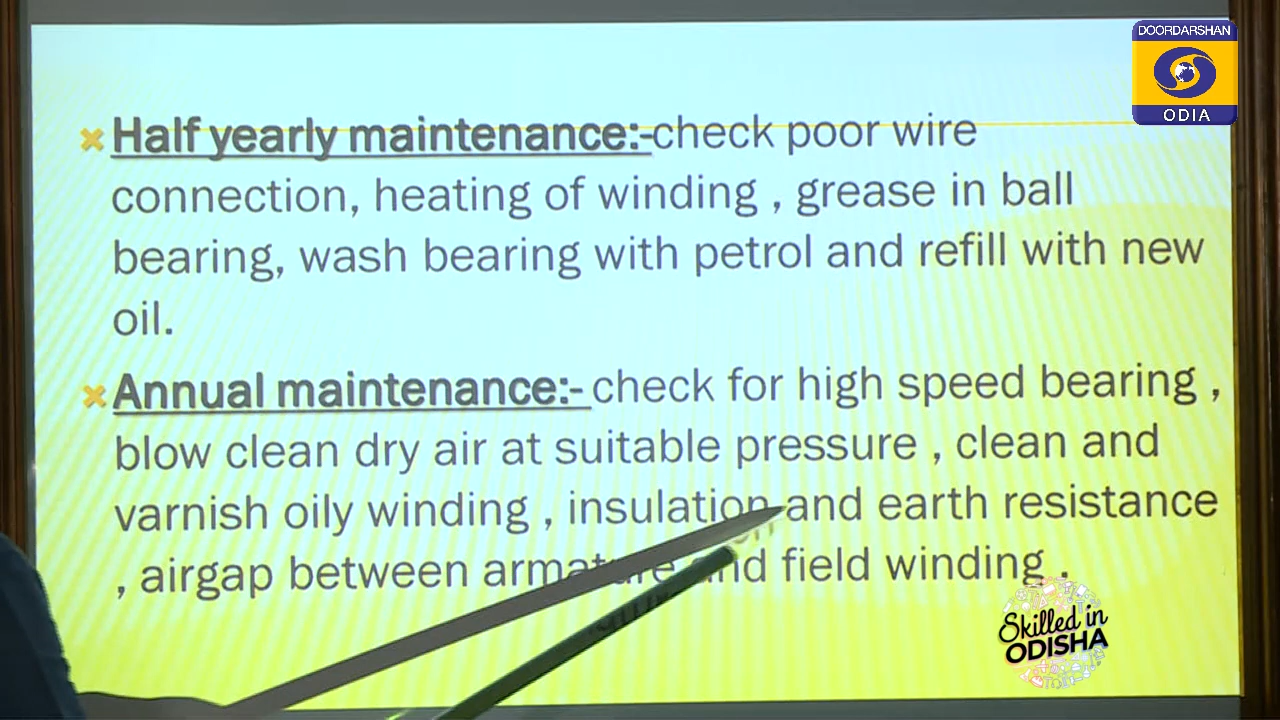 DOORDARSHAN
ODIA
Half yearly maintenance:-check poor wire
connection, heating of winding , grease in ball
bearing, wash bearing with petrol and refill with new
oil.
Annual maintenance:- check for high speed bearing ,
blow clean dry air at suitable pressure , clean and
varnish oily winding , insulation and earth resistance
, airgap between armature and field winding .
Skilled in
ODISHA